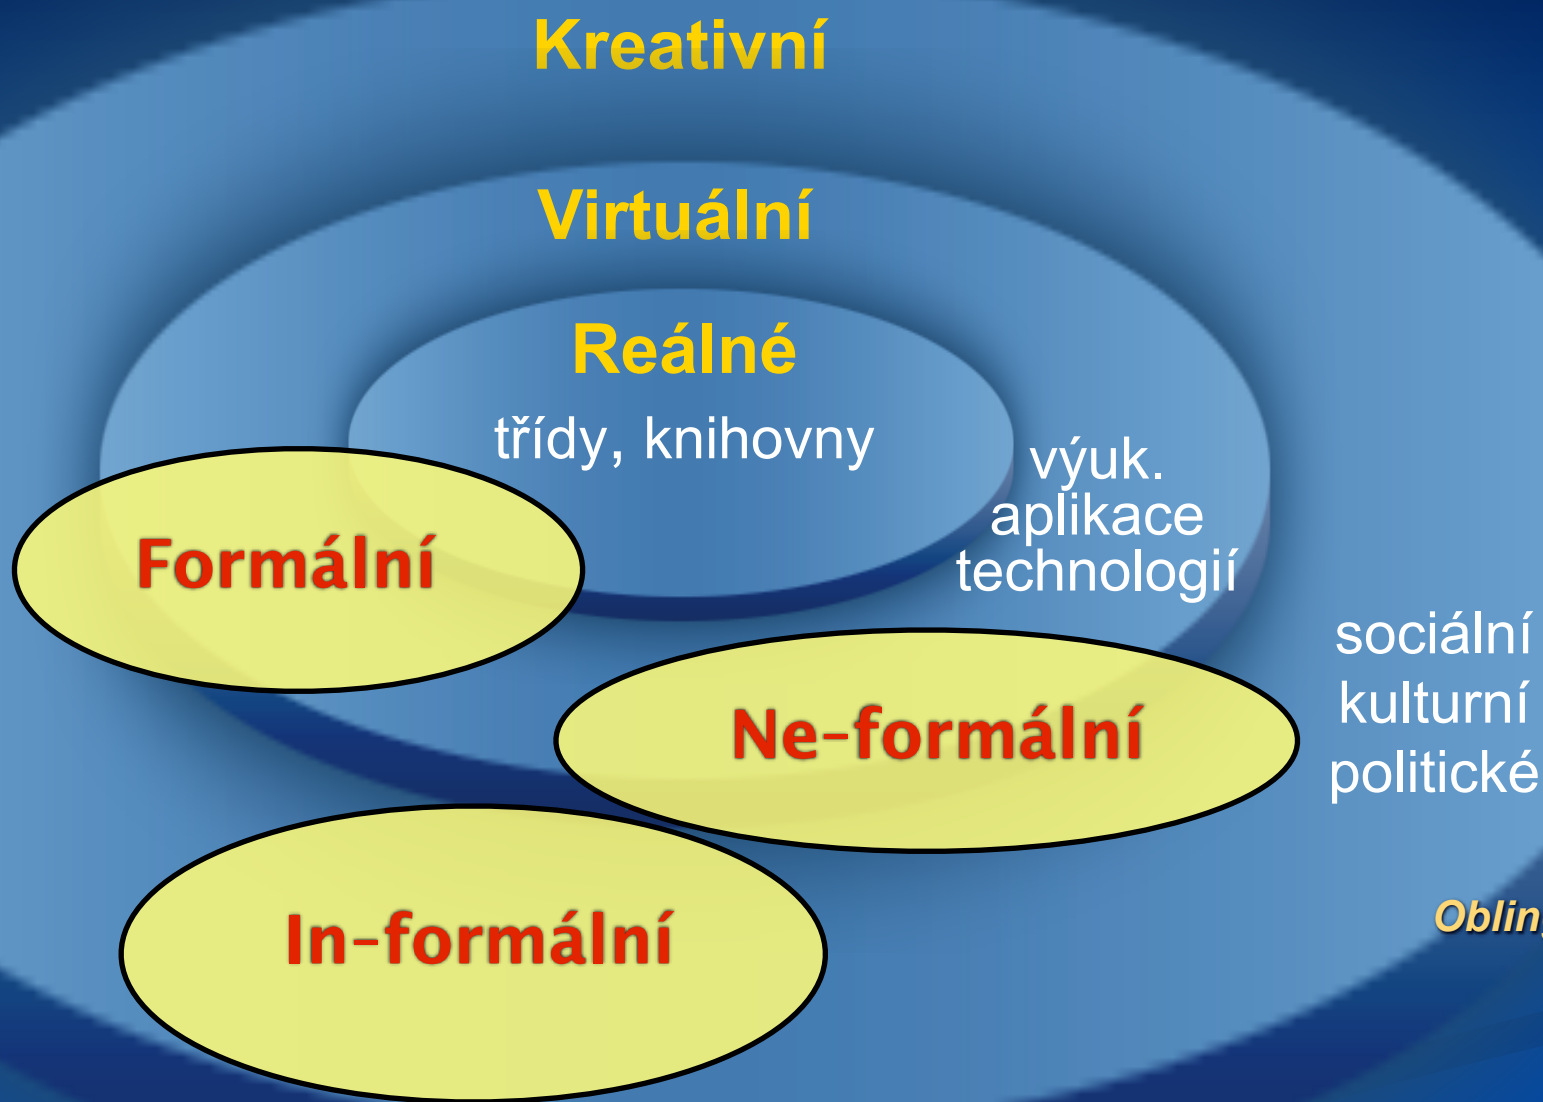 Kreativní
Virtuální
Reálné
třídy, knihovny
výuk.
aplikace
technologií
Formální
sociální
kulturní
politické
Ne-formální
In-formální